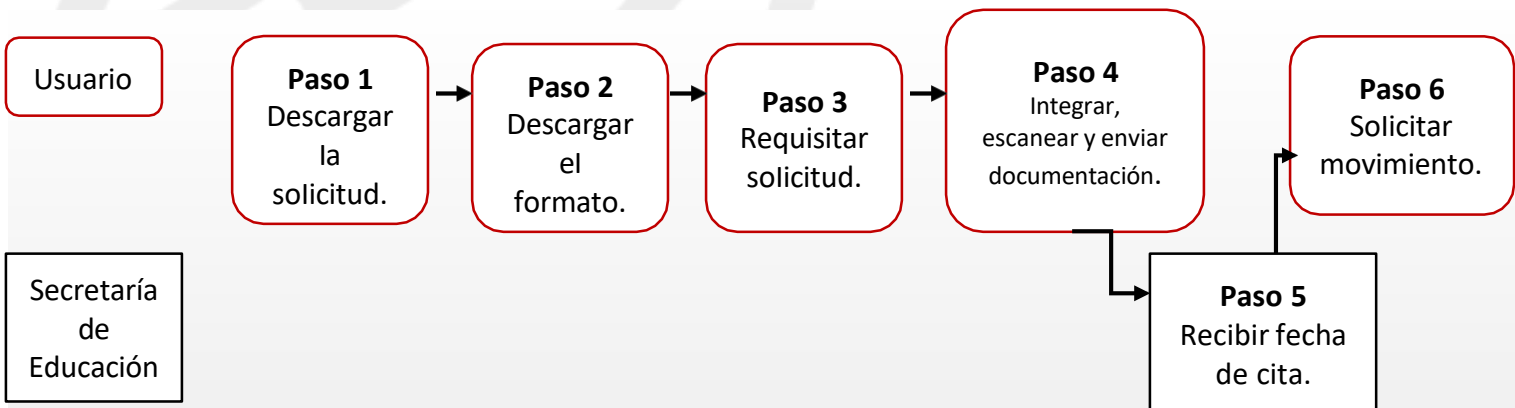 Usuario
Paso 1
Descargar
la
solicitud.
Paso 2
Descargar
el
formato.
Paso 3
Requisitar
solicitud.
Paso 4
Integrar,
escanear y enviar
documentación.
Paso 6
Solicitar
movimiento.
Secretaría
de
Educación
Paso 5
Recibir fecha
de cita.